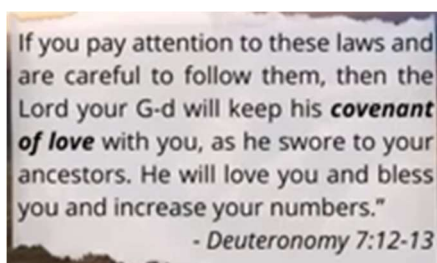 If you pay attention to these laws and
are careful to follow them, then the
Lord your G-d will keep his covenant
of love with you, as he swore to your
ancestors. He will love you and bless
you and increase your numbers.”
- Deuteronomy 7:12-13